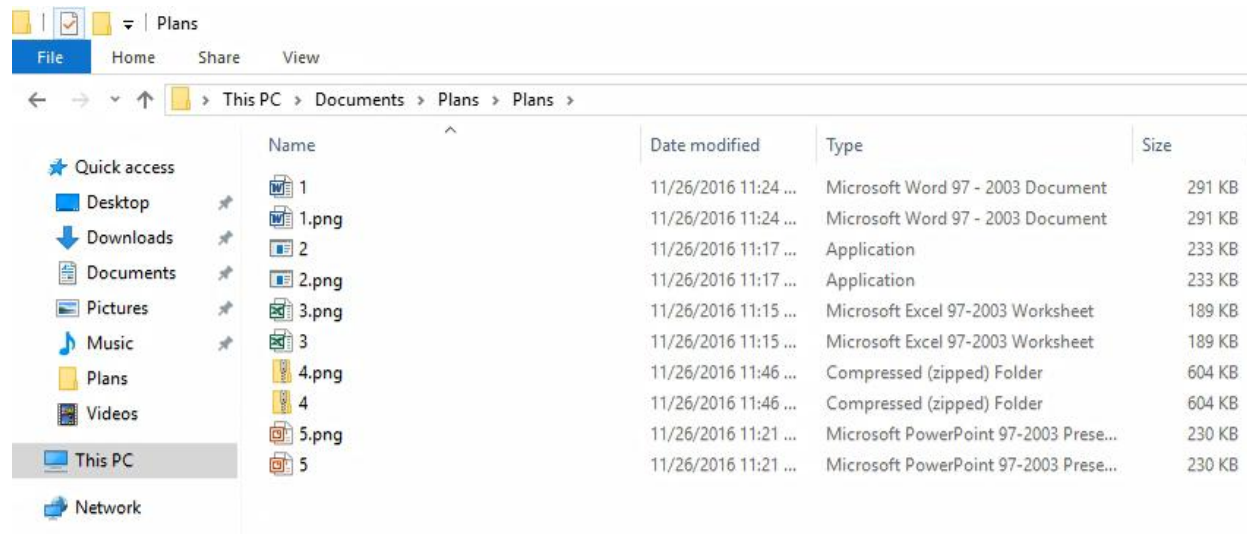 Plans
File Home Share View
This PC > Documents > Plans > Plans >
Name Date modified Type Size
Quick access
Desktop
Downloads
Documents
Pictures
Music
Plans
Videos
This PC
Network
1 11/26/2016 11:24 ... Microsoft Word 97 - 2003 Document 291 KB
1.png 11/26/2016 11:24 ... Microsoft Word 97 - 2003 Document 291 KB
2 11/26/2016 11:17 ... Application 233 KB
2.png 11/26/2016 11:17 ... Application 233 KB
3.png 11/26/2016 11:15 ... Microsoft Excel 97-2003 Worksheet 189 KB
3 11/26/2016 11:15 ... Microsoft Excel 97-2003 Worksheet 189 KB
4.png 11/26/2016 11:46 ... Compressed (zipped) Folder 604 KB
4 11/26/2016 11:46 ... Compressed (zipped) Folder 604 KB
5.png 11/26/2016 11:21 ... Microsoft PowerPoint 97-2003 Prese... 230 KB
5 11/26/2016 11:21 ... Microsoft PowerPoint 97-2003 Prese... 230 KB